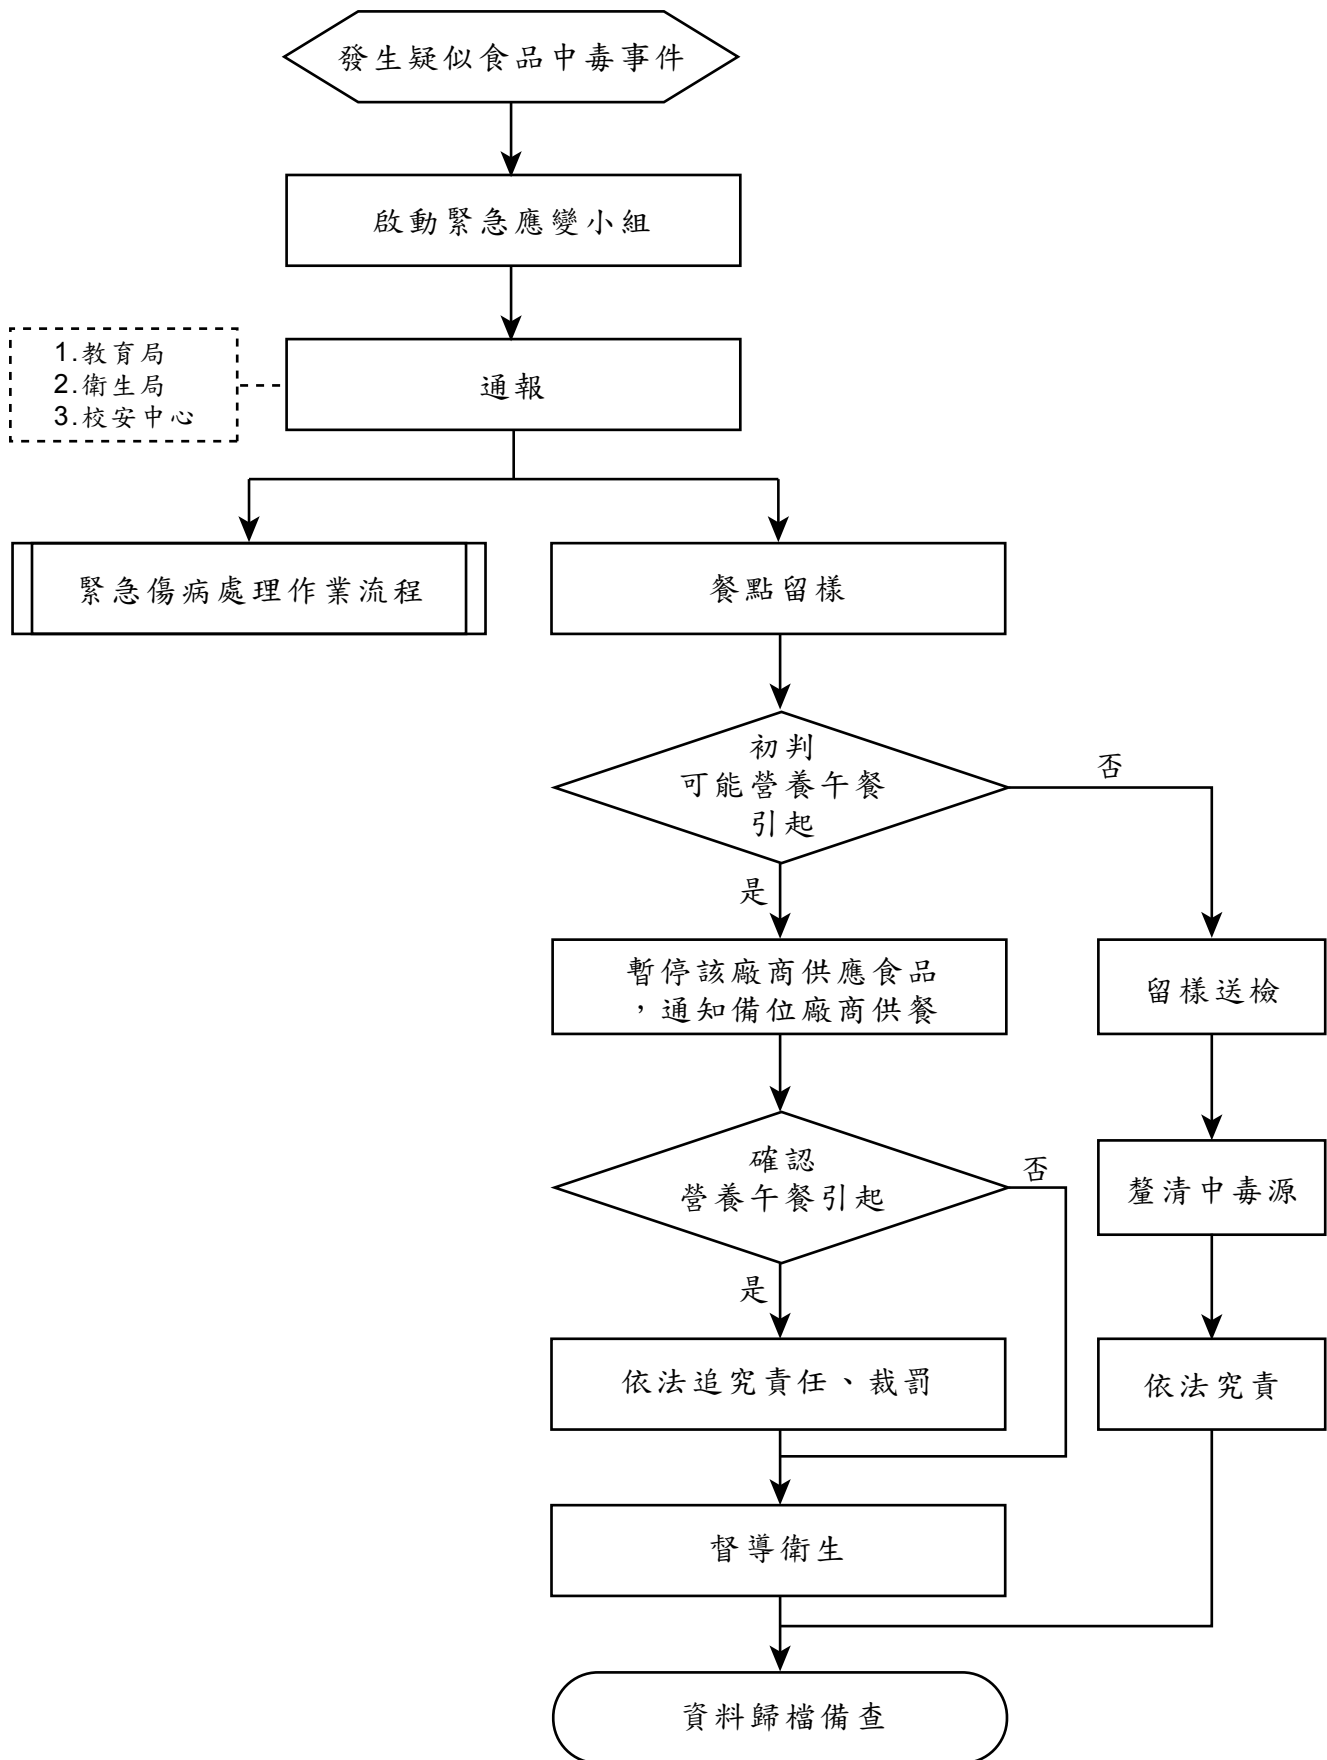 發生疑似食品中毒事件
啟動緊急應變小組
1.教育局
2.衛生局
3.校安中心
通報
緊急傷病處理作業流程
餐點留樣
初判
可能營養午餐
引起
否
是
暫停該廠商供應食品
，通知備位廠商供餐
留樣送檢
確認
營養午餐引起
否
釐清中毒源
是
依法追究責任、裁罰
依法究責
督導衛生
資料歸檔備查